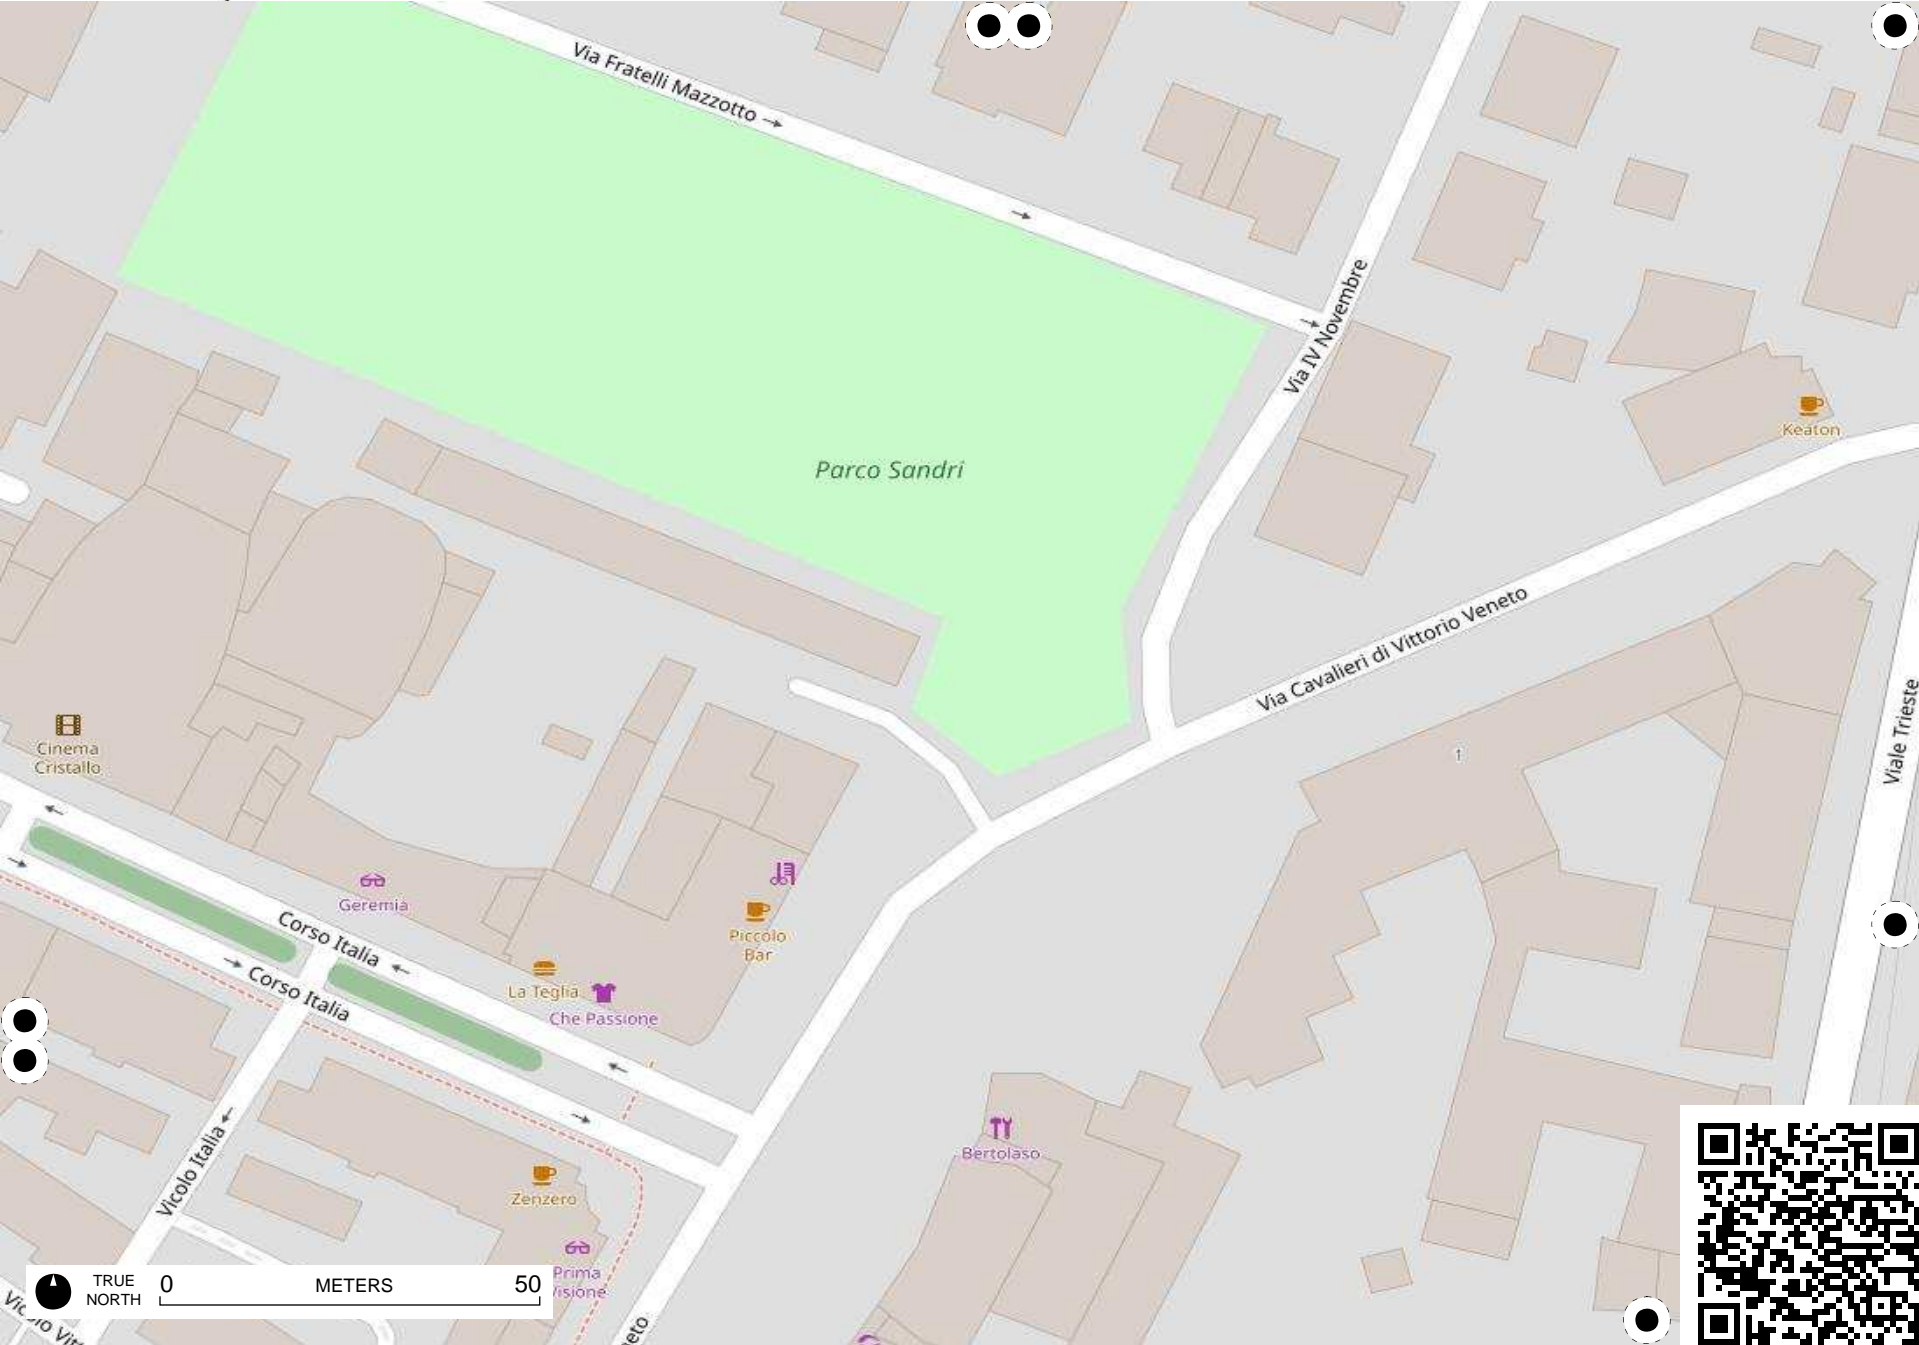 Via Fratelli Mazzotto
Via IV Novembre
Keaton
Parco Sandri
Via Cavalieri di Vittorio Veneto
Viale Trieste
Cinema
Cristallo
Geremia
Piccolo
Bar
Corso Italia
Corso Italia
La Teglia
Che Passione
Bertolaso
Vicolo Italia
Zenzero
Prima
Visione
TRUE
NORTH
0
METERS
50
eto